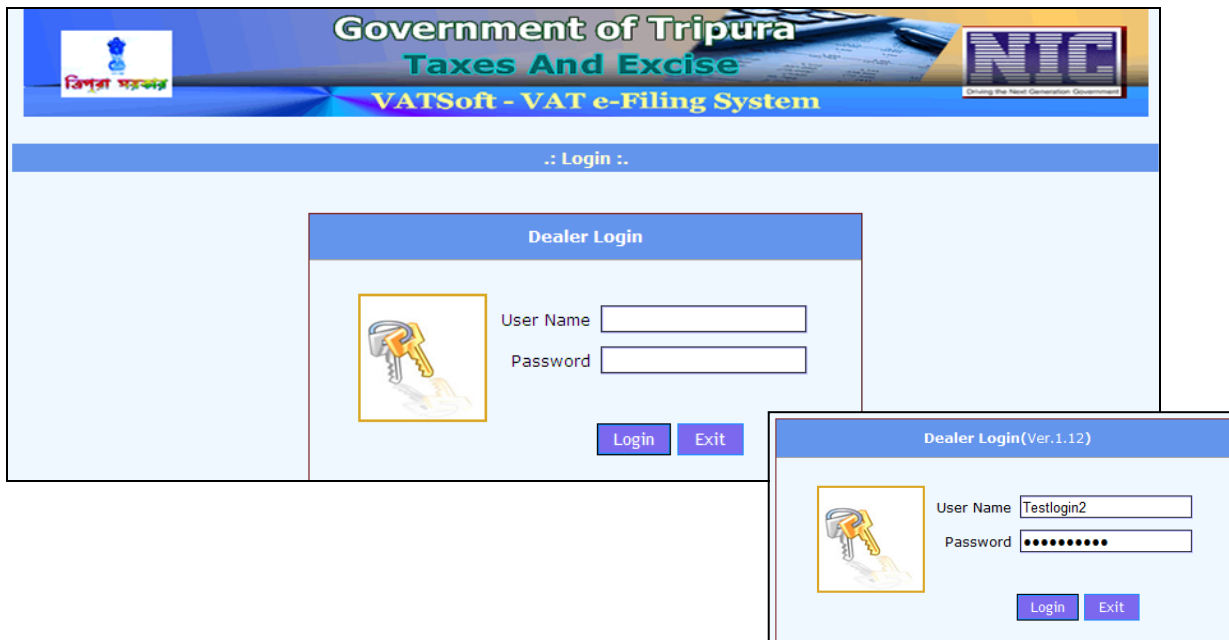 Government of Tripura
Taxes And Excise
VATSoft - VAT e-Filing System
ত্রিপুরা সরকার
NIC
Driving the Next Generation Government
.: Login :.
Dealer Login
User Name
Password
Login Exit
Dealer Login(Ver.1.12)
User Name Testlogin2
Password ••••••••••
Login Exit